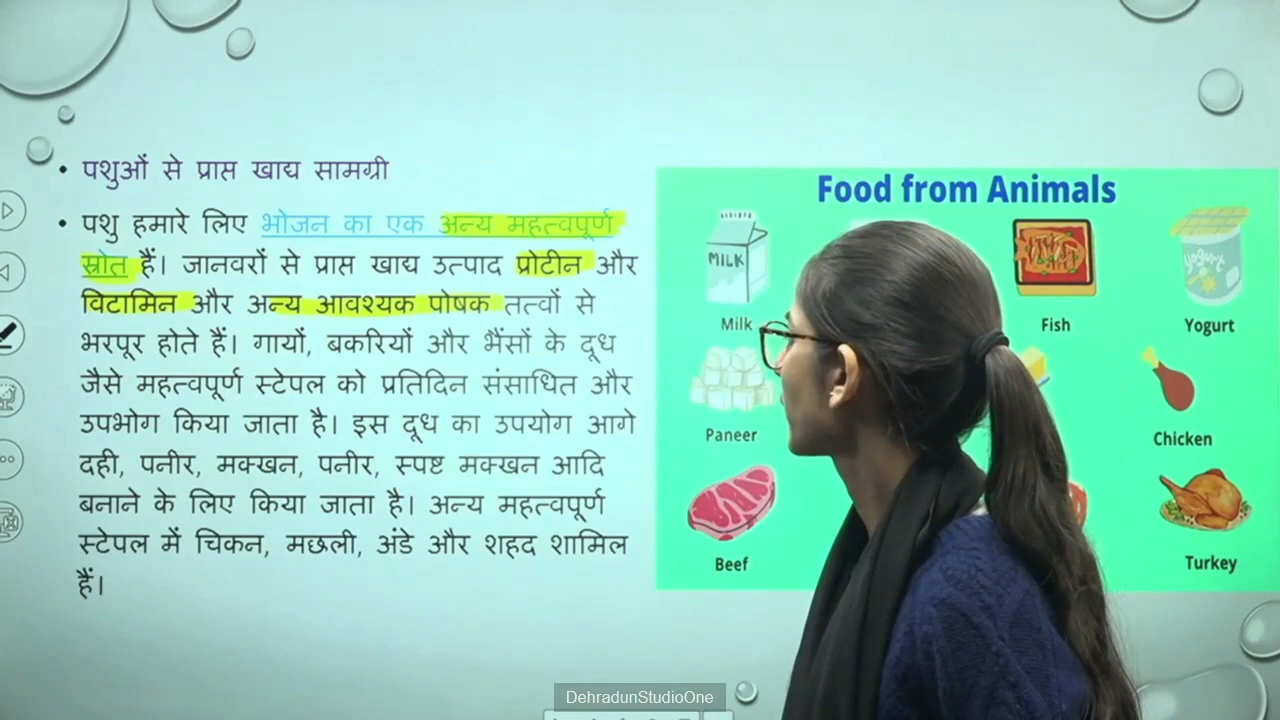 पशुओं से प्राप्त खाद्य सामग्री
पशु हमारे लिए भोजन का एक अन्य महत्वपूर्ण
स्रोत हैं। जानवरों से प्राप्त खाद्य उत्पाद प्रोटीन और
विटामिन और अन्य आवश्यक पोषक तत्वों से
भरपूर होते हैं। गायों, बकरियों और भैंसों के दूध
जैसे महत्वपूर्ण स्टेपल को प्रतिदिन संसाधित और
उपभोग किया जाता है। इस दूध का उपयोग आगे
दही, पनीर, मक्खन, पनीर, स्पष्ट मक्खन आदि
बनाने के लिए किया जाता है। अन्य महत्वपूर्ण
स्टेपल में चिकन, मछली, अंडे और शहद शामिल
हैं।
Food from Animals
MILK
yogurt
Milk
Fish
Yogurt
Paneer
Chicken
Beef
Turkey
DehradunStudioOne